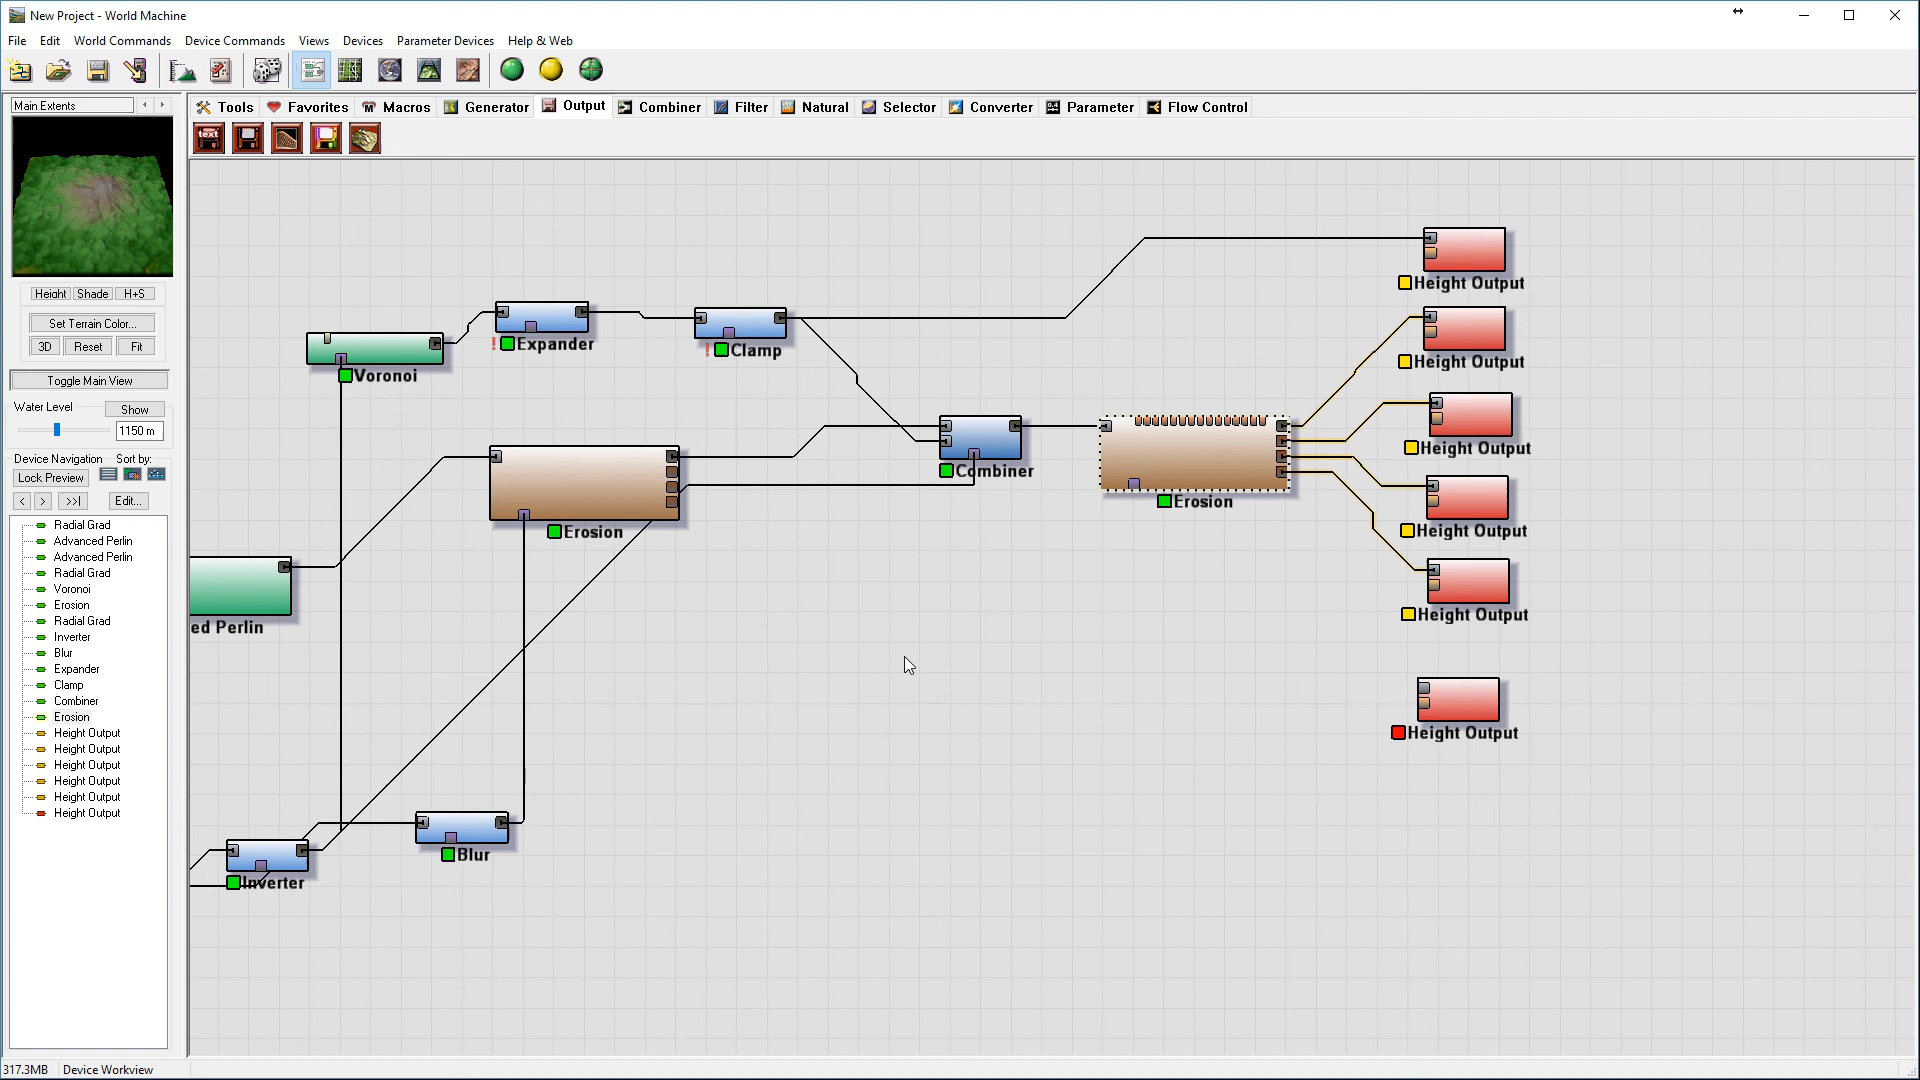 New Project - World Machine
File Edit World Commands Device Commands Views Devices Parameter Devices Help & Web
Main Extents
Tools Favorites Macros Generator Output Combiner Filter Natural Selector Converter Parameter Flow Control
text
Height Shade H+S
Set Terrain Color...
3D Reset Fit
Toggle Main View
Water Level Show
1150 m
Device Navigation Sort by:
Lock Preview
< > >>| Edit...
Radial Grad
Advanced Perlin
Advanced Perlin
Radial Grad
Voronoi
Erosion
Radial Grad
Inverter
Blur
Expander
Clamp
Combiner
Erosion
Height Output
Height Output
Height Output
Height Output
Height Output
Height Output
Height Output
! Expander
! Clamp
Height Output
Voronoi
Height Output
Combiner
Erosion
Erosion
Height Output
Height Output
ed Perlin
Height Output
Blur
Inverter
317.3MB Device Workview